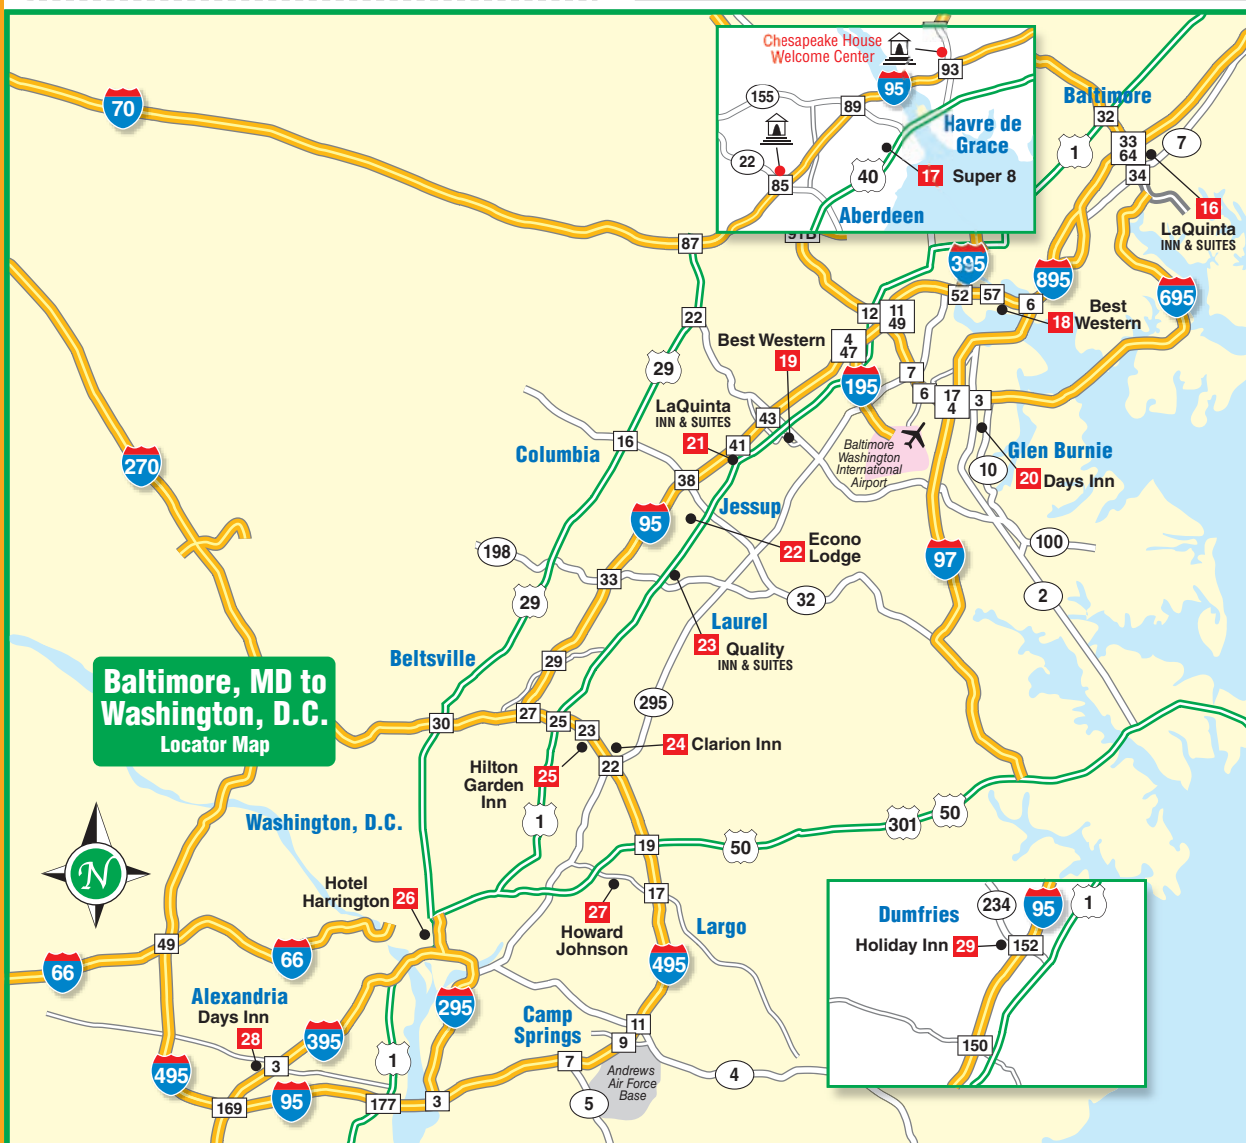 Chesapeake House
Welcome Center
93
95
89
155
22
85
40
Havre de
Grace
17 Super 8
Aberdeen
70
Baltimore
32
1
33
64
7
34
16
LaQuinta
INN & SUITES
87
91B
395
895
695
52
57
6
Best
18 Western
22
12
11
49
4
47
Best Western
19
29
195
7
6
17
4
3
LaQuinta
INN & SUITES
21
43
41
16
Columbia
38
Baltimore
Washington
International
Airport
Glen Burnie
10
20 Days Inn
270
95
Jessup
22 Econo
Lodge
198
97
100
33
29
32
2
Laurel
23 Quality
INN & SUITES
Beltsville
29
295
Baltimore, MD to
Washington, D.C.
Locator Map
30
27
25
23
24 Clarion Inn
22
Hilton
Garden
Inn
25
1
Washington, D.C.
N
19
50
301
50
Hotel
Harrington 26
17
27
Howard
Johnson
Largo
49
66
66
495
Alexandria
Days Inn
28
295
395
Camp
Springs
11
9
7
3
1
495
95
169
177
3
Andrews
Air Force
Base
4
5
Dumfries
234
95
1
Holiday Inn 29
152
150